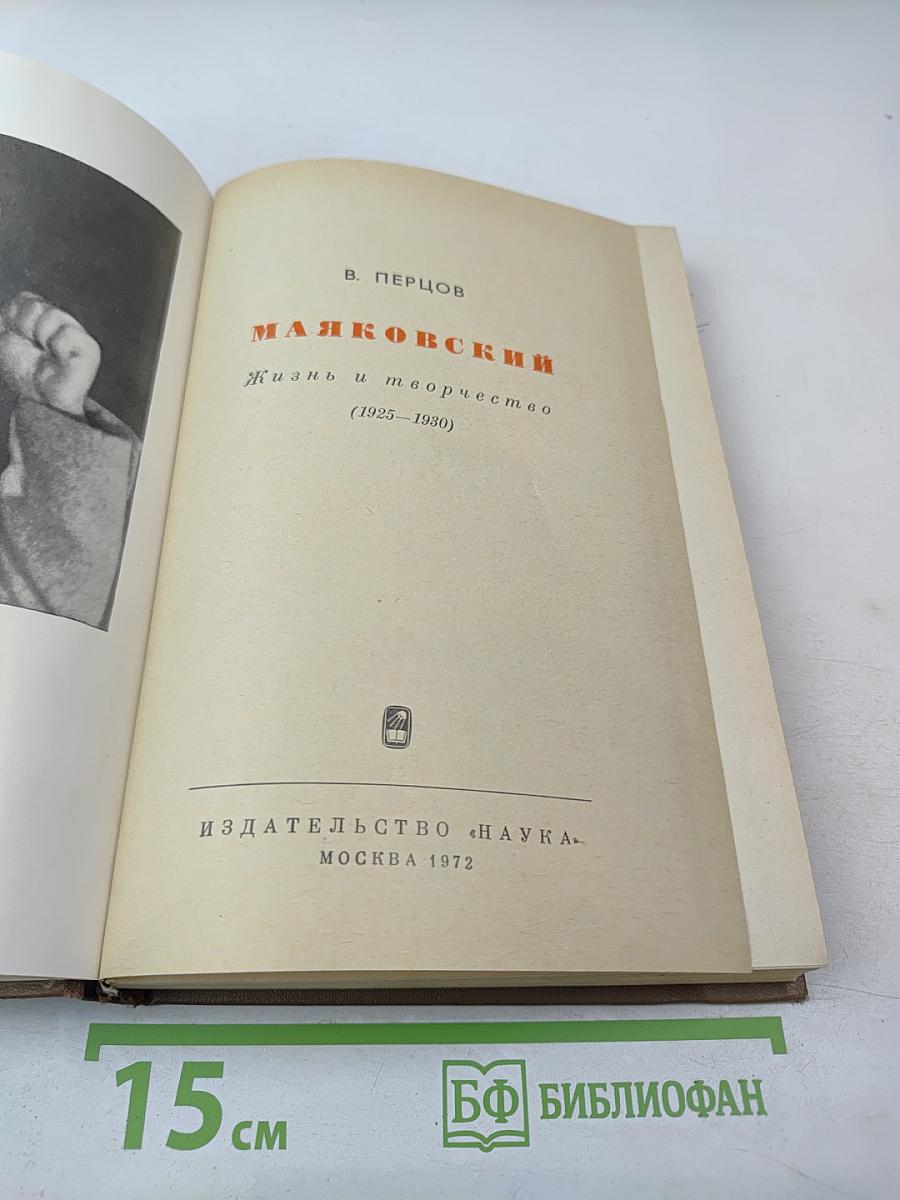 В. ПЕРЦОВ
МАЯКОВСКИЙ
Жизнь и творчество
(1925—1930)
ИЗДАТЕЛЬСТВО «НАУКА»
МОСКВА 1972
15 см
БФ БИБЛИОФАН